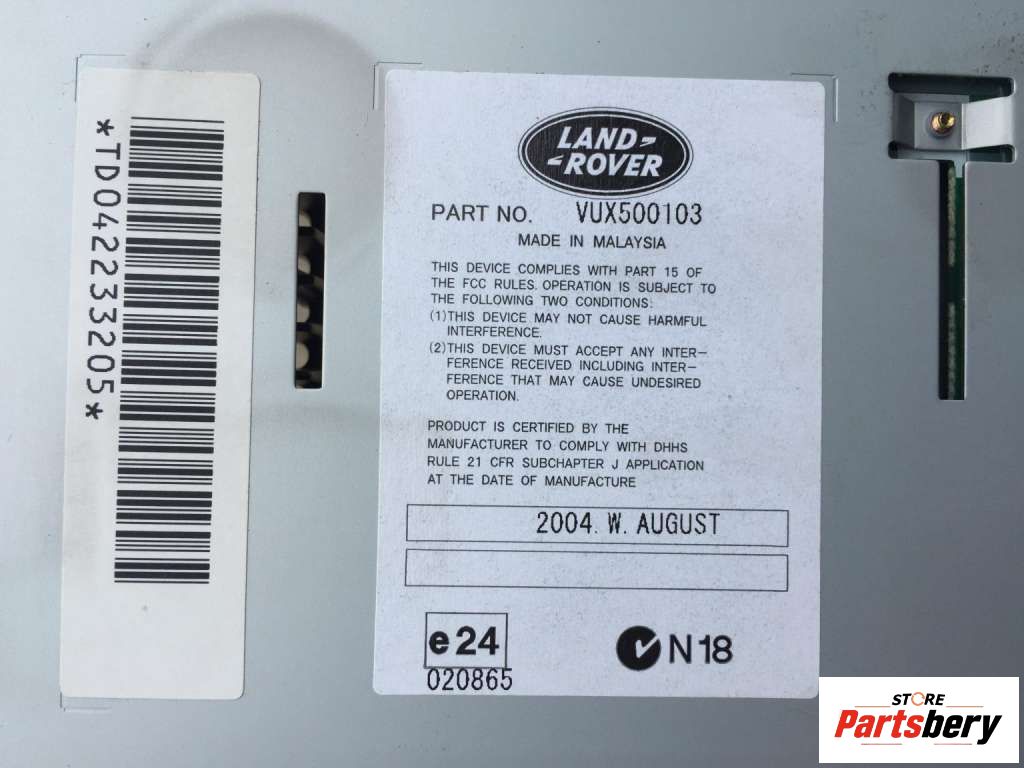 *TD04223 3205*
LAND-
-ROVER
PART NO. VUX500103
MADE IN MALAYSIA
THIS DEVICE COMPLIES WITH PART 15 OF
THE FCC RULES. OPERATION IS SUBJECT TO
THE FOLLOWING TWO CONDITIONS:
(1)THIS DEVICE MAY NOT CAUSE HARMFUL
INTERFERENCE.
(2)THIS DEVICE MUST ACCEPT ANY INTER-
FERENCE RECEIVED INCLUDING INTER-
FERENCE THAT MAY CAUSE UNDESIRED
OPERATION.
PRODUCT IS CERTIFIED BY THE
MANUFACTURER TO COMPLY WITH DHHS
RULE 21 CFR SUBCHAPTER J APPLICATION
AT THE DATE OF MANUFACTURE
2004. W. AUGUST
e24
020865
N18
STORE
Partsbery